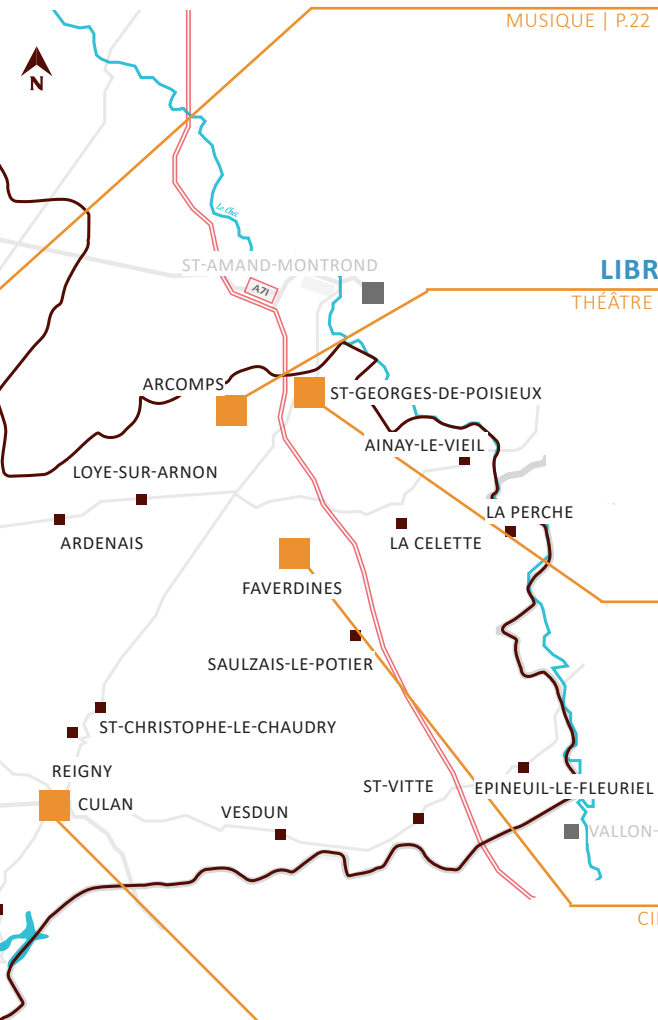 MUSIQUE | P.22
N
Le Cher
ST-AMAND-MONTROND
LIBR
A71
THÉÂTRE
ARCOMPS
ST-GEORGES-DE-POISIEUX
AINAY-LE-VIEIL
LOYE-SUR-ARNON
LA PERCHE
ARDENAIS
LA CELETTE
FAVERDINES
SAULZAIS-LE-POTIER
ST-CHRISTOPHE-LE-CHAUDRY
REIGNY
ST-VITTE
EPINEUIL-LE-FLEURIEL
CULAN
VESDUN
VALLON-
CI